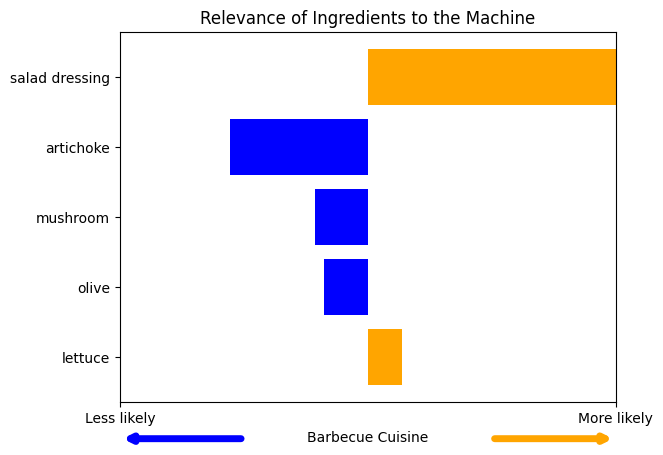 Relevance of Ingredients to the Machine
salad dressing
artichoke
mushroom
olive
lettuce
Less likely
More likely
Barbecue Cuisine